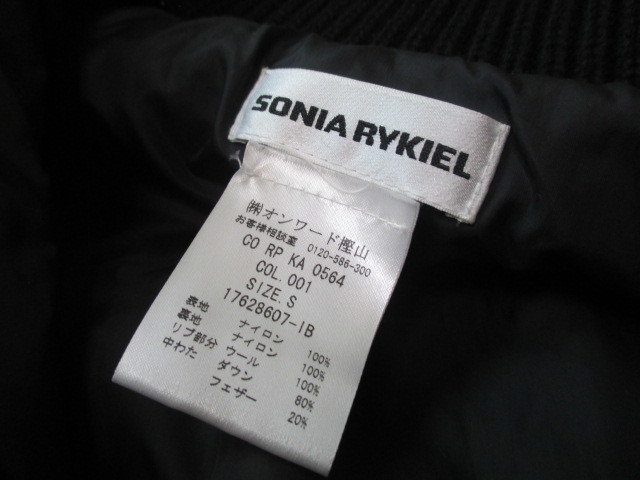 SONIA RYKIEL
㈱オンワード樫山
お客様相談室 0120-586-300
CO RP KA 0564
COL. 001
SIZE. S
17628607-IB
表地 ナイロン 100%
裏地 ナイロン 100%
リブ部分 ウール 100%
中わた ダウン 80%
フェザー 20%